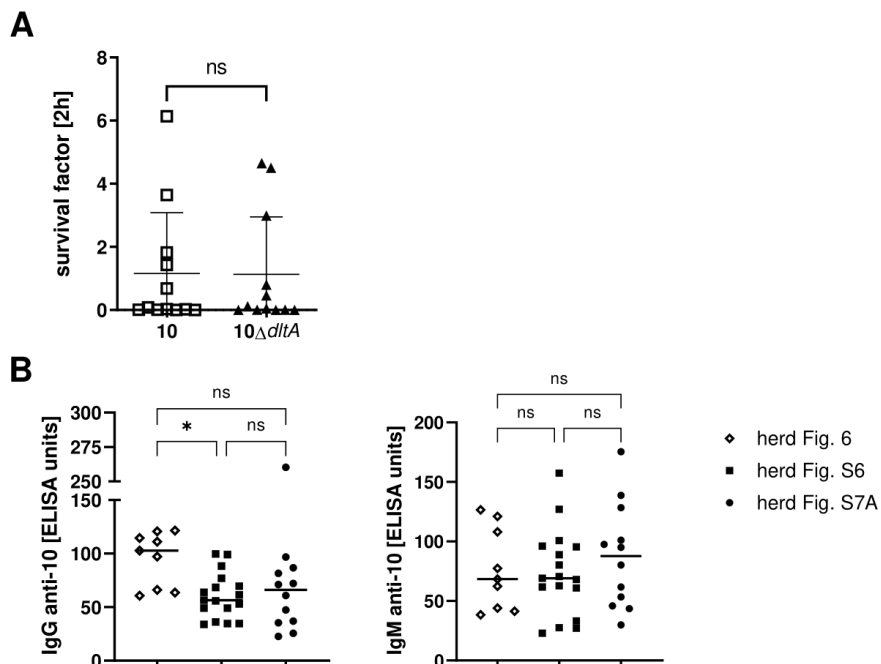 A
8
6
4
2
0
survival factor [2h]
ns
10
10ΔdltA
B
300
275
250
150
100
50
0
IgG anti-10 [ELISA units]
ns
*
ns
200
150
100
50
0
IgM anti-10 [ELISA units]
ns
ns
ns
herd Fig. 6
herd Fig. S6
herd Fig. S7A